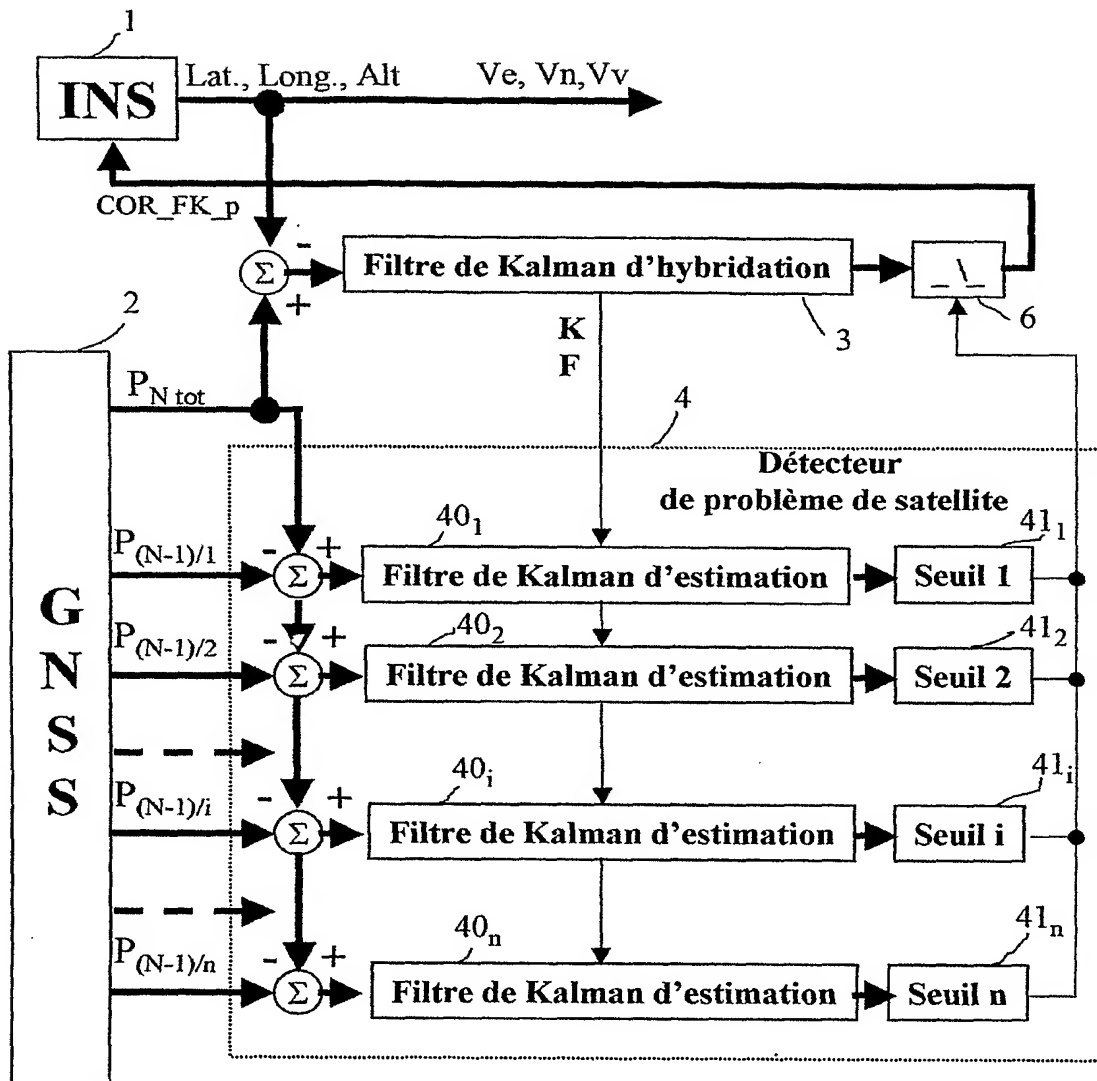 1
INS
Lat., Long., Alt
Ve, Vn,Vv
COR_FK_p
-
Σ
+
Filtre de Kalman d'hybridation
3
_\_
6
2
P_N tot
K
F
4
Détecteur
de problème de satellite
GNSS
P_(N-1)/1
-
Σ
+
40_1
Filtre de Kalman d'estimation
41_1
Seuil 1
P_(N-1)/2
-
Σ
+
40_2
Filtre de Kalman d'estimation
41_2
Seuil 2
P_(N-1)/i
-
Σ
+
40_i
Filtre de Kalman d'estimation
41_i
Seuil i
P_(N-1)/n
-
Σ
+
40_n
Filtre de Kalman d'estimation
41_n
Seuil n